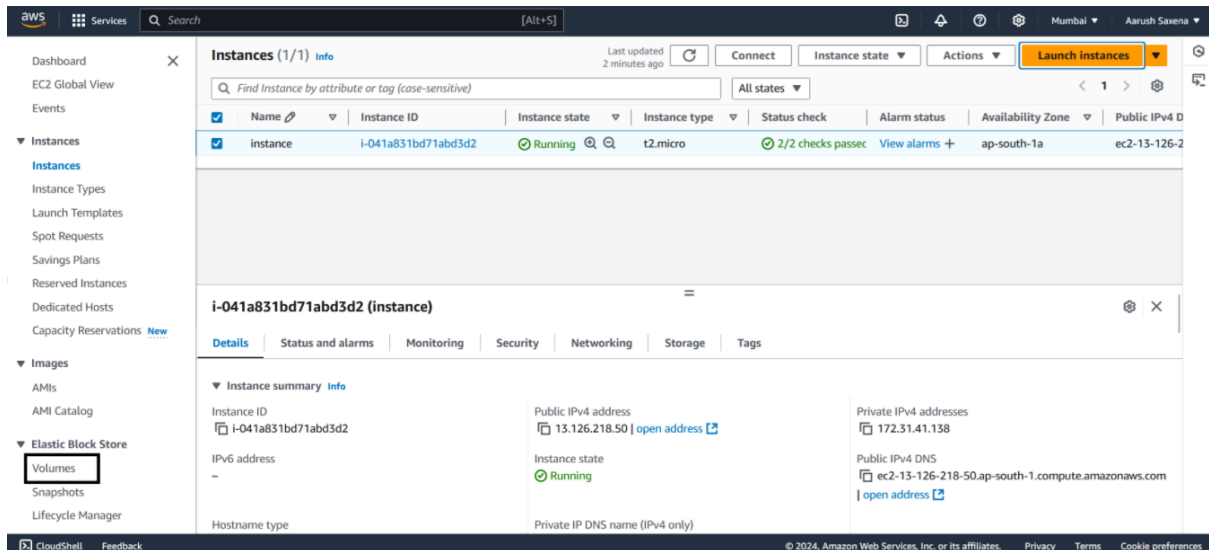 aws Services Search [Alt+S] Mumbai ▼ Aarush Saxena ▼
Dashboard
EC2 Global View
Events
▼ Instances
Instances
Instance Types
Launch Templates
Spot Requests
Savings Plans
Reserved Instances
Dedicated Hosts
Capacity Reservations New
▼ Images
AMIs
AMI Catalog
▼ Elastic Block Store
Volumes
Snapshots
Lifecycle Manager
Instances (1/1) Info
Last updated
2 minutes ago
Connect Instance state ▼ Actions ▼ Launch instances ▼
Find Instance by attribute or tag (case-sensitive) All states ▼ < 1 >
Name Instance ID Instance state Instance type Status check Alarm status Availability Zone Public IPv4 D
instance i-041a831bd71abd3d2 Running t2.micro 2/2 checks passec View alarms + ap-south-1a ec2-13-126-2
i-041a831bd71abd3d2 (instance)
Details Status and alarms Monitoring Security Networking Storage Tags
▼ Instance summary Info
Instance ID
i-041a831bd71abd3d2
Public IPv4 address
13.126.218.50 | open address
Private IPv4 addresses
172.31.41.138
IPv6 address
–
Instance state
Running
Public IPv4 DNS
ec2-13-126-218-50.ap-south-1.compute.amazonaws.com
| open address
Hostname type
Private IP DNS name (IPv4 only)
CloudShell Feedback © 2024, Amazon Web Services, Inc. or its affiliates. Privacy Terms Cookie preferences